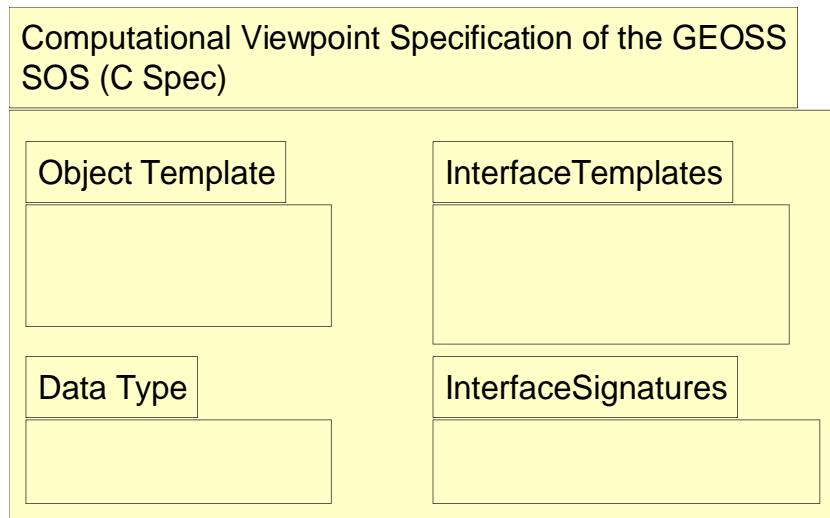 Computational Viewpoint Specification of the GEOSS
SOS (C Spec)
Object Template
InterfaceTemplates
Data Type
InterfaceSignatures